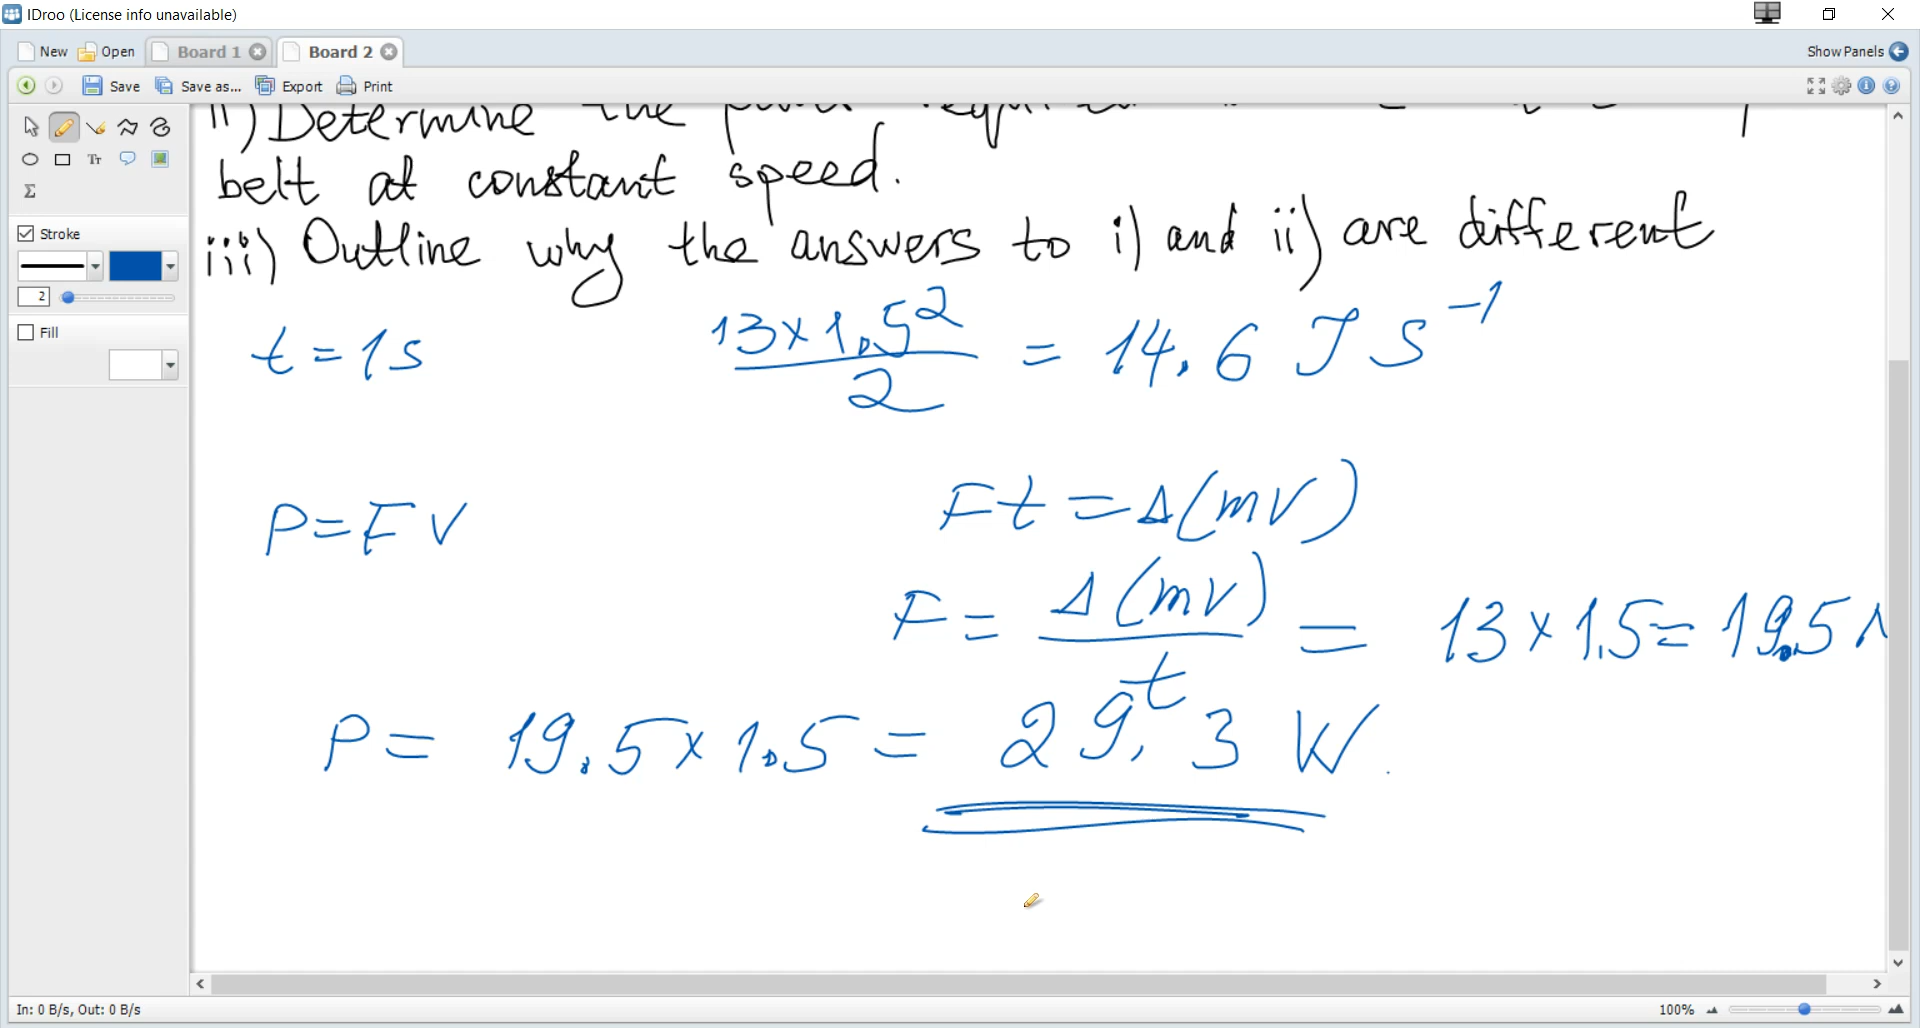 IDroo (License info unavailable)
New Open Board 1 Board 2 Show Panels
Save Save as... Export Print
ii) Determine the
belt at constant speed.
iii) Outline why the answers to i) and ii) are different
t = 1s 13 x 1.5² / 2 = 14.6 J s⁻¹
P = Fv Ft = Δ(mv)
F = Δ(mv) / t = 13 x 1.5 = 19.5
P = 19.5 x 1.5 = 29.3 W.
Tr
Σ
Stroke
2
Fill
In: 0 B/s, Out: 0 B/s 100%